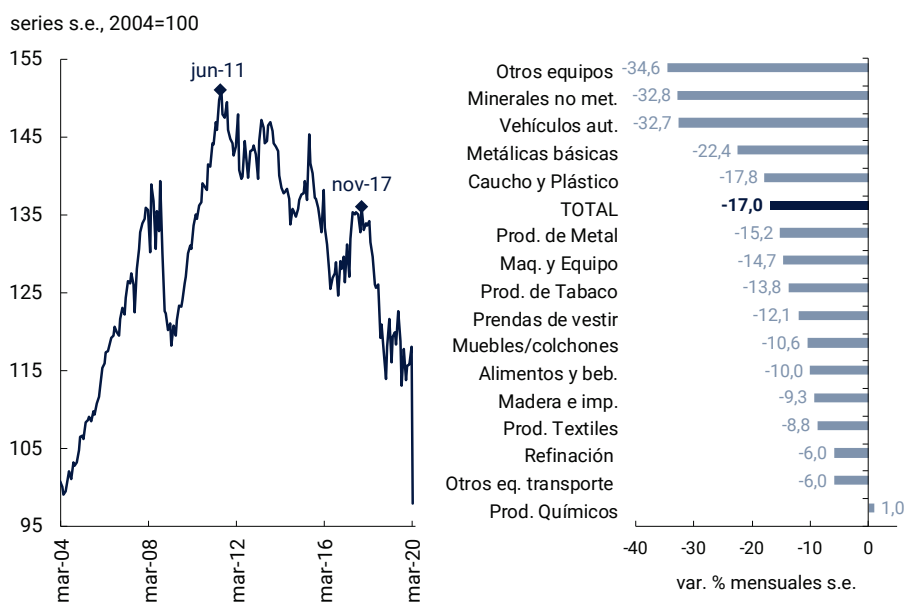 series s.e., 2004=100
155
145
135
125
115
105
95
jun-11
nov-17
mar-04
mar-08
mar-12
mar-16
mar-20
Otros equipos -34,6
Minerales no met. -32,8
Vehículos aut. -32,7
Metálicas básicas -22,4
Caucho y Plástico -17,8
TOTAL -17,0
Prod. de Metal -15,2
Maq. y Equipo -14,7
Prod. de Tabaco -13,8
Prendas de vestir -12,1
Muebles/colchones -10,6
Alimentos y beb. -10,0
Madera e imp. -9,3
Prod. Textiles -8,8
Refinación -6,0
Otros eq. transporte -6,0
Prod. Químicos 1,0
-40 -30 -20 -10 0
var. % mensuales s.e.